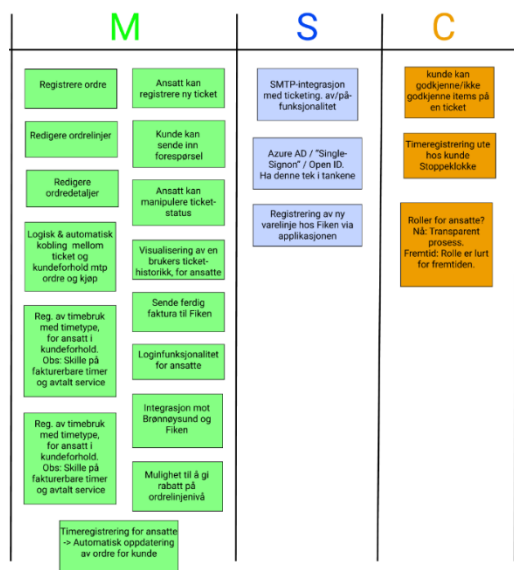 M
S
C
Registrere ordre
Redigere ordrelinjer
Redigere
ordredetaljer
Logisk & automatisk
kobling mellom
ticket og
kundeforhold mtp
ordre og kjøp
Reg. av timebruk
med timetype,
for ansatt i
kundeforhold.
Obs: Skille på
fakturerbare timer
og avtalt service
Reg. av timebruk
med timetype,
for ansatt i
kundeforhold.
Obs: Skille på
fakturerbare timer
og avtalt service
Ansatt kan
registrere ny ticket
Kunde kan
sende inn
forespørsel
Ansatt kan
manipulere ticket-
status
Visualisering av en
brukers ticket-
historikk, for ansatte
Sende ferdig
faktura til Fiken
Loginfunksjonalitet
for ansatte
Integrasjon mot
Brønnøysund og
Fiken
Mulighet til å gi
rabatt på
ordrelinjenivå
Timeregistrering for ansatte
-> Automatisk oppdatering
av ordre for kunde
SMTP-integrasjon
med ticketing. av/på-
funksjonalitet
Azure AD / "Single-
Signon" / Open ID.
Ha denne tek i tankene
Registrering av ny
varelinje hos Fiken via
applikasjonen
kunde kan
godkjenne/ikke
godkjenne items på
en ticket
Timeregistrering ute
hos kunde
Stoppeklokke
Roller for ansatte?
Nå: Transparent
prosess.
Fremtid: Rolle er lurt
for fremtiden.